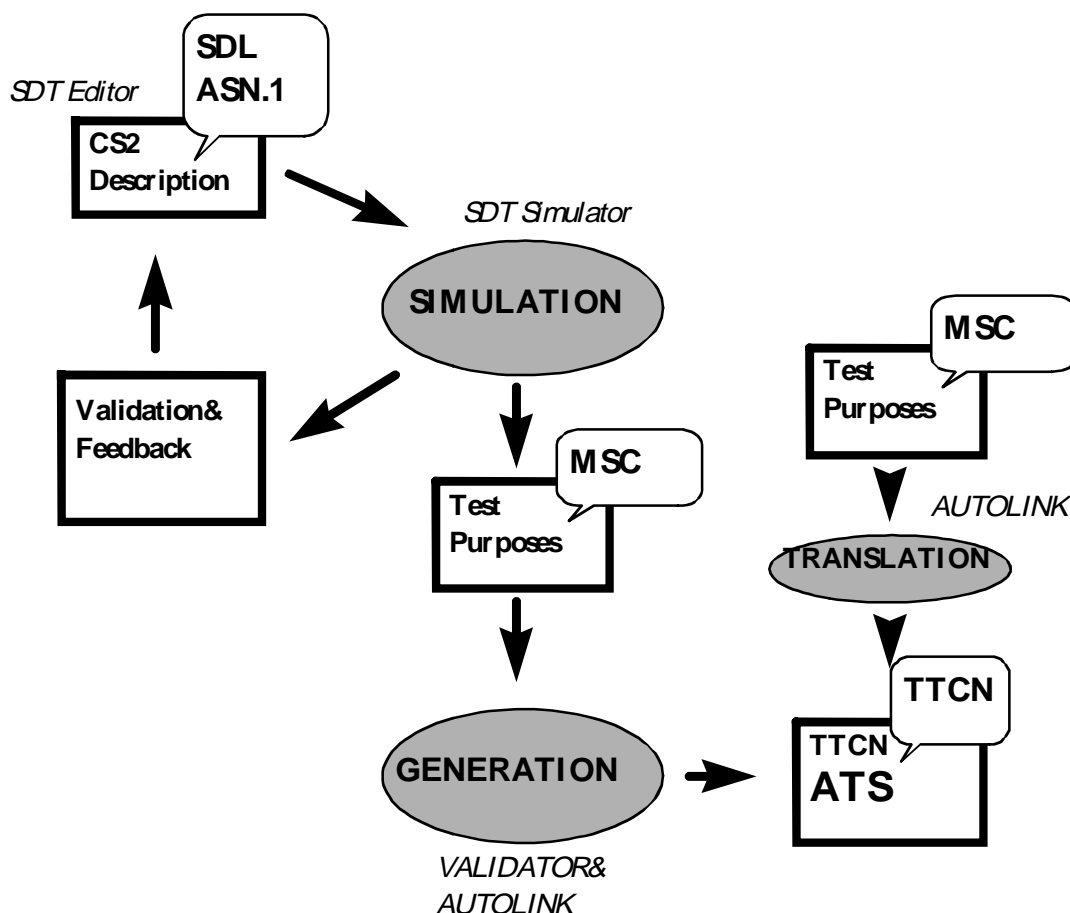 SDL
ASN.1
SDT Editor
CS2
Description
SDT Simulator
SIMULATION
MSC
Test
Purposes
Validation&
Feedback
MSC
Test
Purposes
AUTOLINK
TRANSLATION
TTCN
TTCN
ATS
GENERATION
VALIDATOR&
AUTOLINK